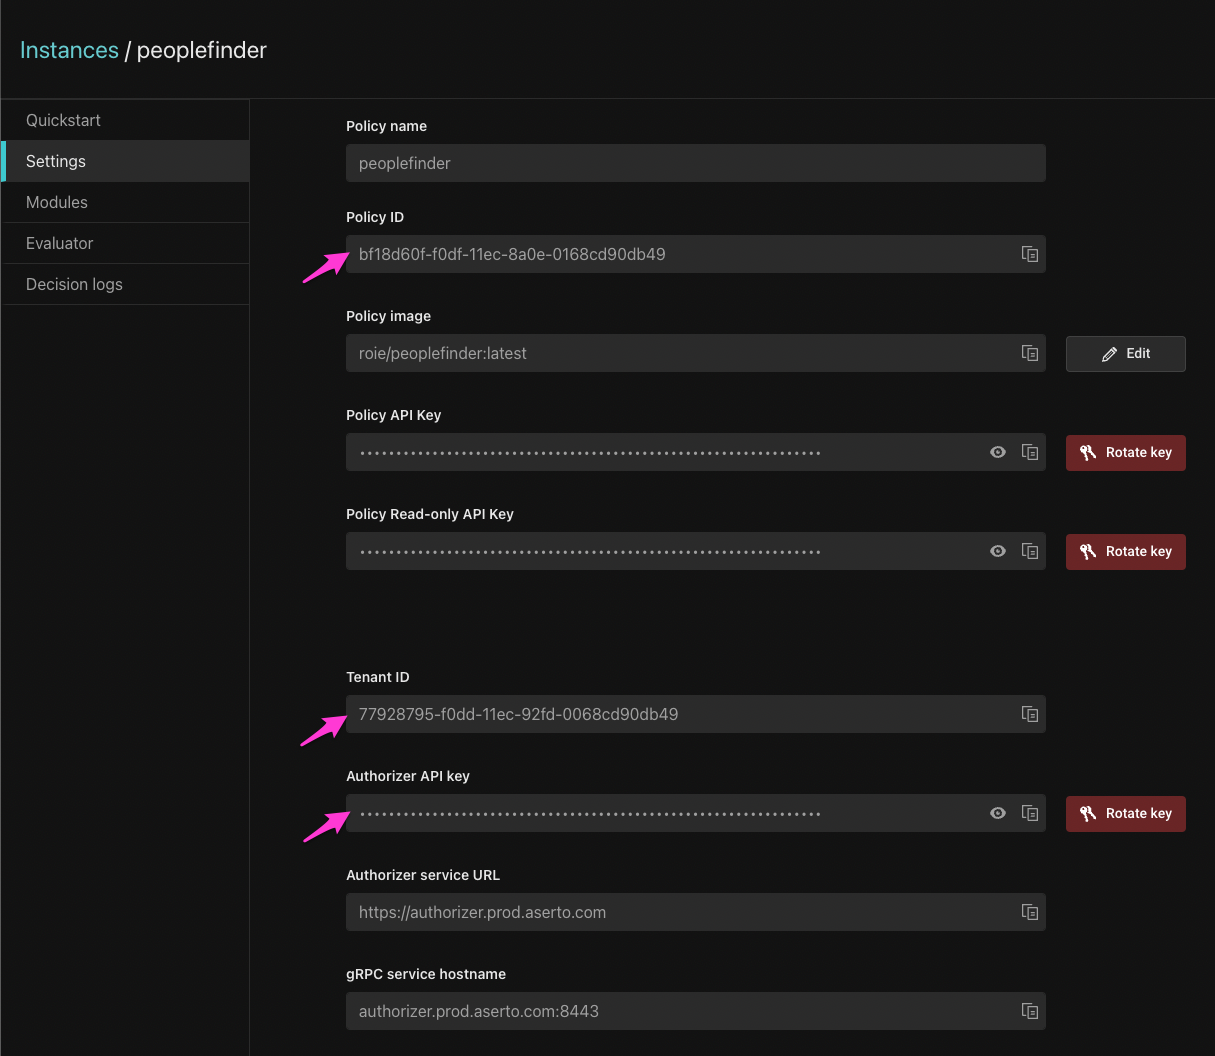 Instances / peoplefinder
Quickstart
Settings
Modules
Evaluator
Decision logs
Policy name
peoplefinder
Policy ID
bf18d60f-f0df-11ec-8a0e-0168cd90db49
Policy image
roie/peoplefinder:latest
Edit
Policy API Key
Rotate key
Policy Read-only API Key
Rotate key
Tenant ID
77928795-f0dd-11ec-92fd-0068cd90db49
Authorizer API key
Rotate key
Authorizer service URL
https://authorizer.prod.aserto.com
gRPC service hostname
authorizer.prod.aserto.com:8443